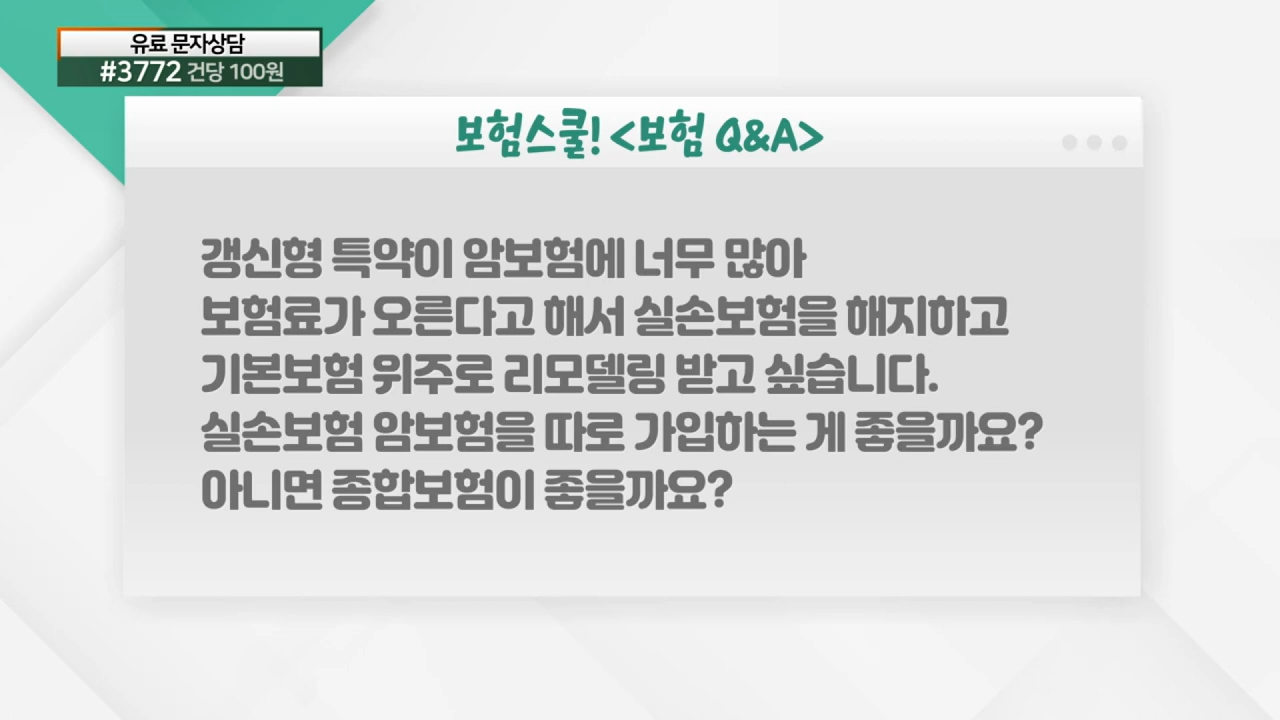 유료 문자상담
#3772 건당 100원
보험스쿨! <보험 Q&A>
갱신형 특약이 암보험에 너무 많아
보험료가 오른다고 해서 실손보험을 해지하고
기본보험 위주로 리모델링 받고 싶습니다.
실손보험 암보험을 따로 가입하는 게 좋을까요?
아니면 종합보험이 좋을까요?